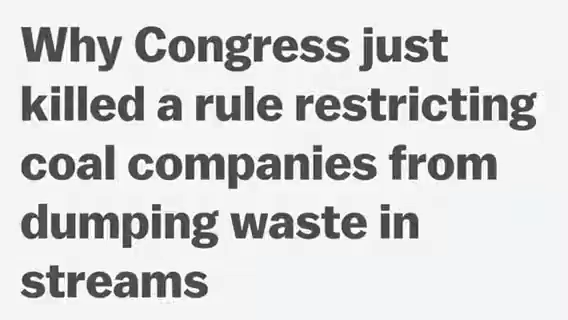 Why Congress just
killed a rule restricting
coal companies from
dumping waste in
streams